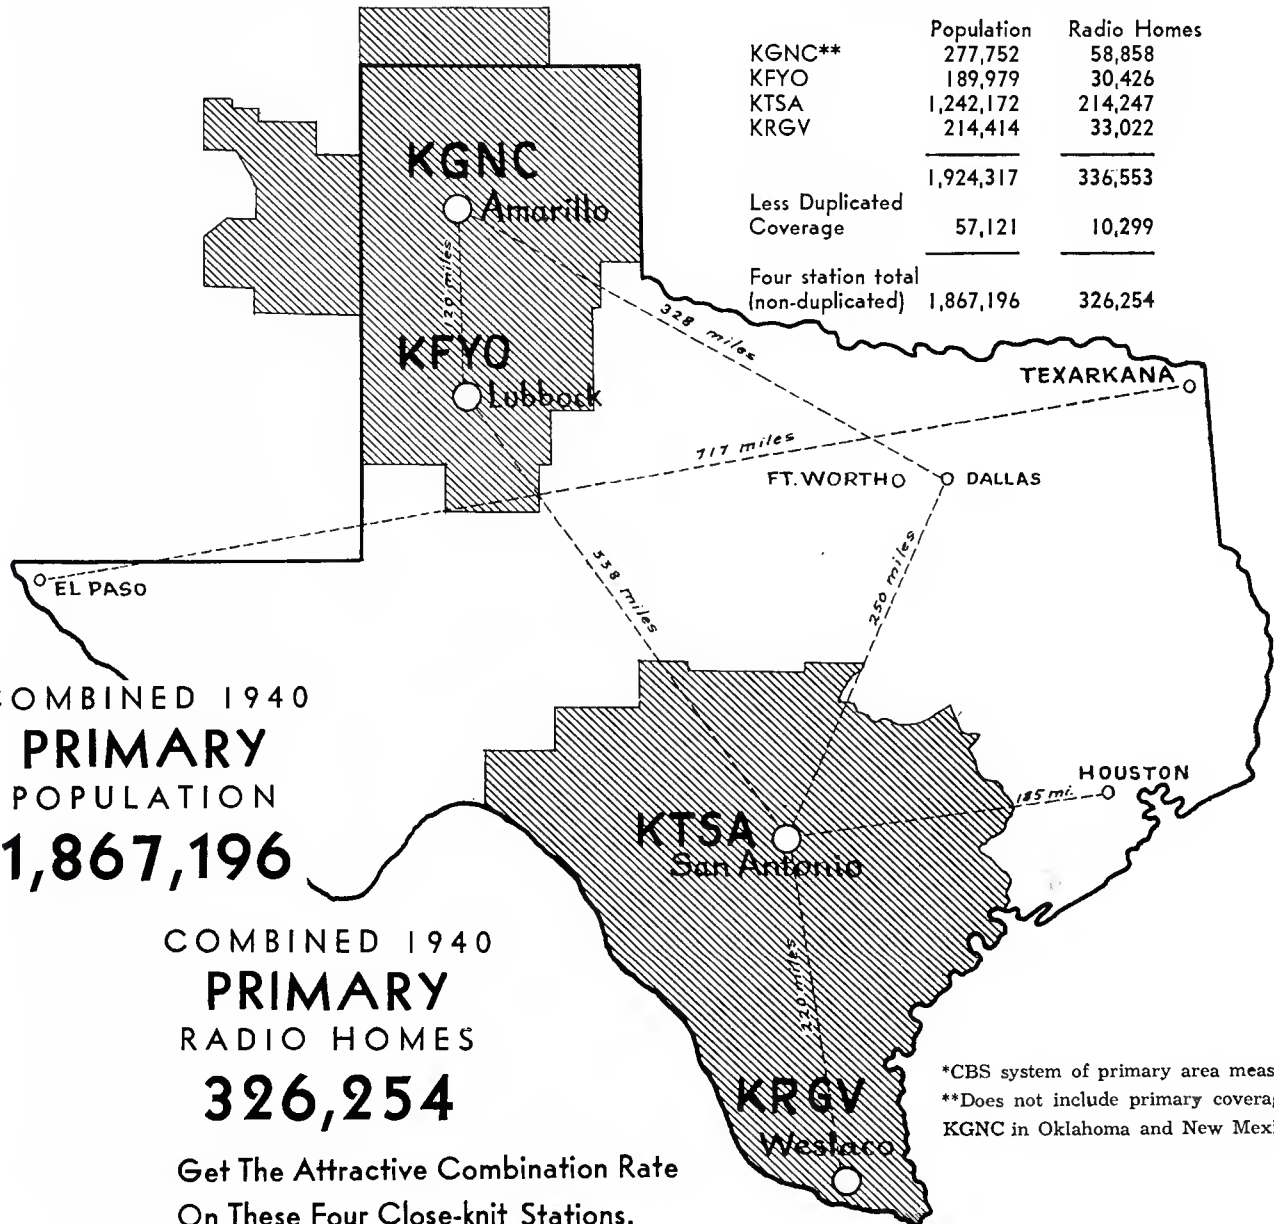 Population Radio Homes
KGNC** 277,752 58,858
KFYO 189,979 30,426
KTSA 1,242,172 214,247
KRGV 214,414 33,022
1,924,317 336,553
Less Duplicated
Coverage 57,121 10,299
Four station total
(non-duplicated) 1,867,196 326,254
KGNC
Amarillo
120 miles
328 miles
KFYO
Lubbock
TEXARKANA
717 miles
FT. WORTH
DALLAS
338 miles
250 miles
EL PASO
COMBINED 1940
PRIMARY
POPULATION
1,867,196
HOUSTON
185 mi.
KTSA
San Antonio
220 miles
COMBINED 1940
PRIMARY
RADIO HOMES
326,254
KRGV
Weslaco
*CBS system of primary area meas
**Does not include primary coverag
KGNC in Oklahoma and New Mexi
Get The Attractive Combination Rate
On These Four Close-knit Stations.